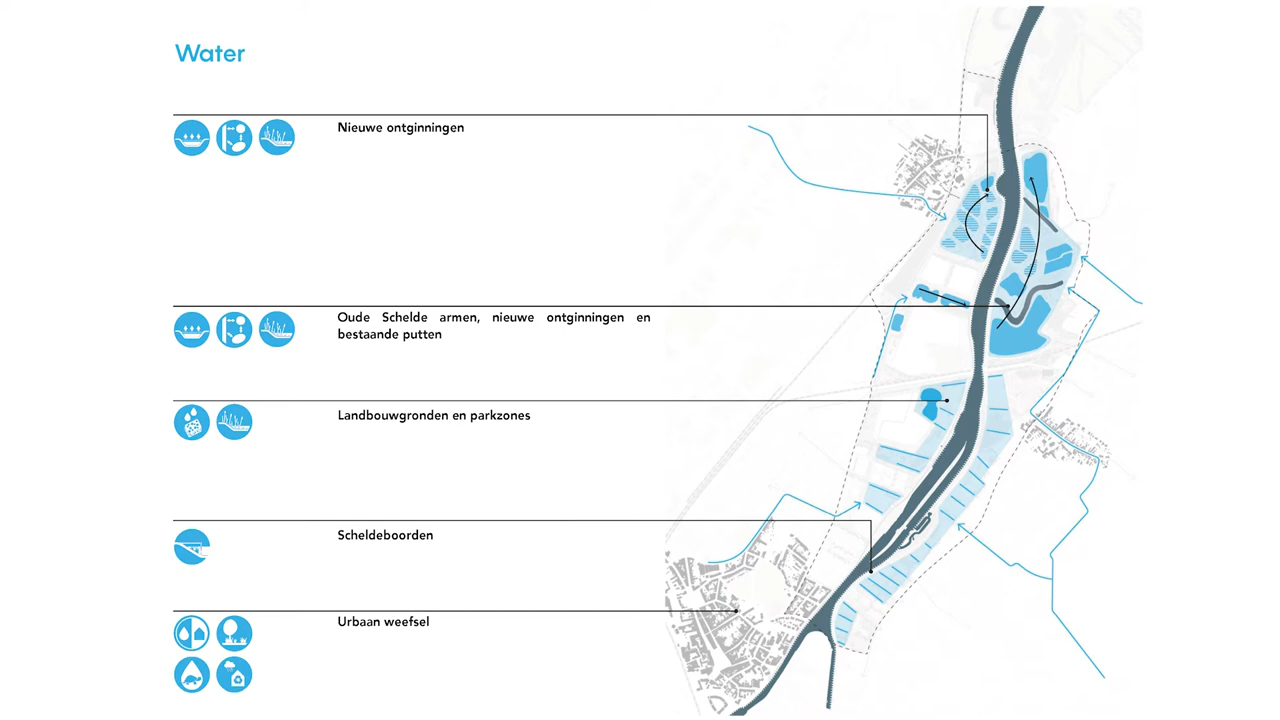 Water
Nieuwe ontginningen
Oude Schelde armen, nieuwe ontginningen en
bestaande putten
Landbouwgronden en parkzones
Scheldeboorden
Urbaan weefsel